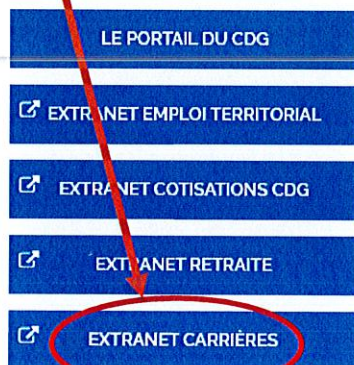 LE PORTAIL DU CDG
EXTRANET EMPLOI TERRITORIAL
EXTRANET COTISATIONS CDG
EXTRANET RETRAITE
EXTRANET CARRIÈRES